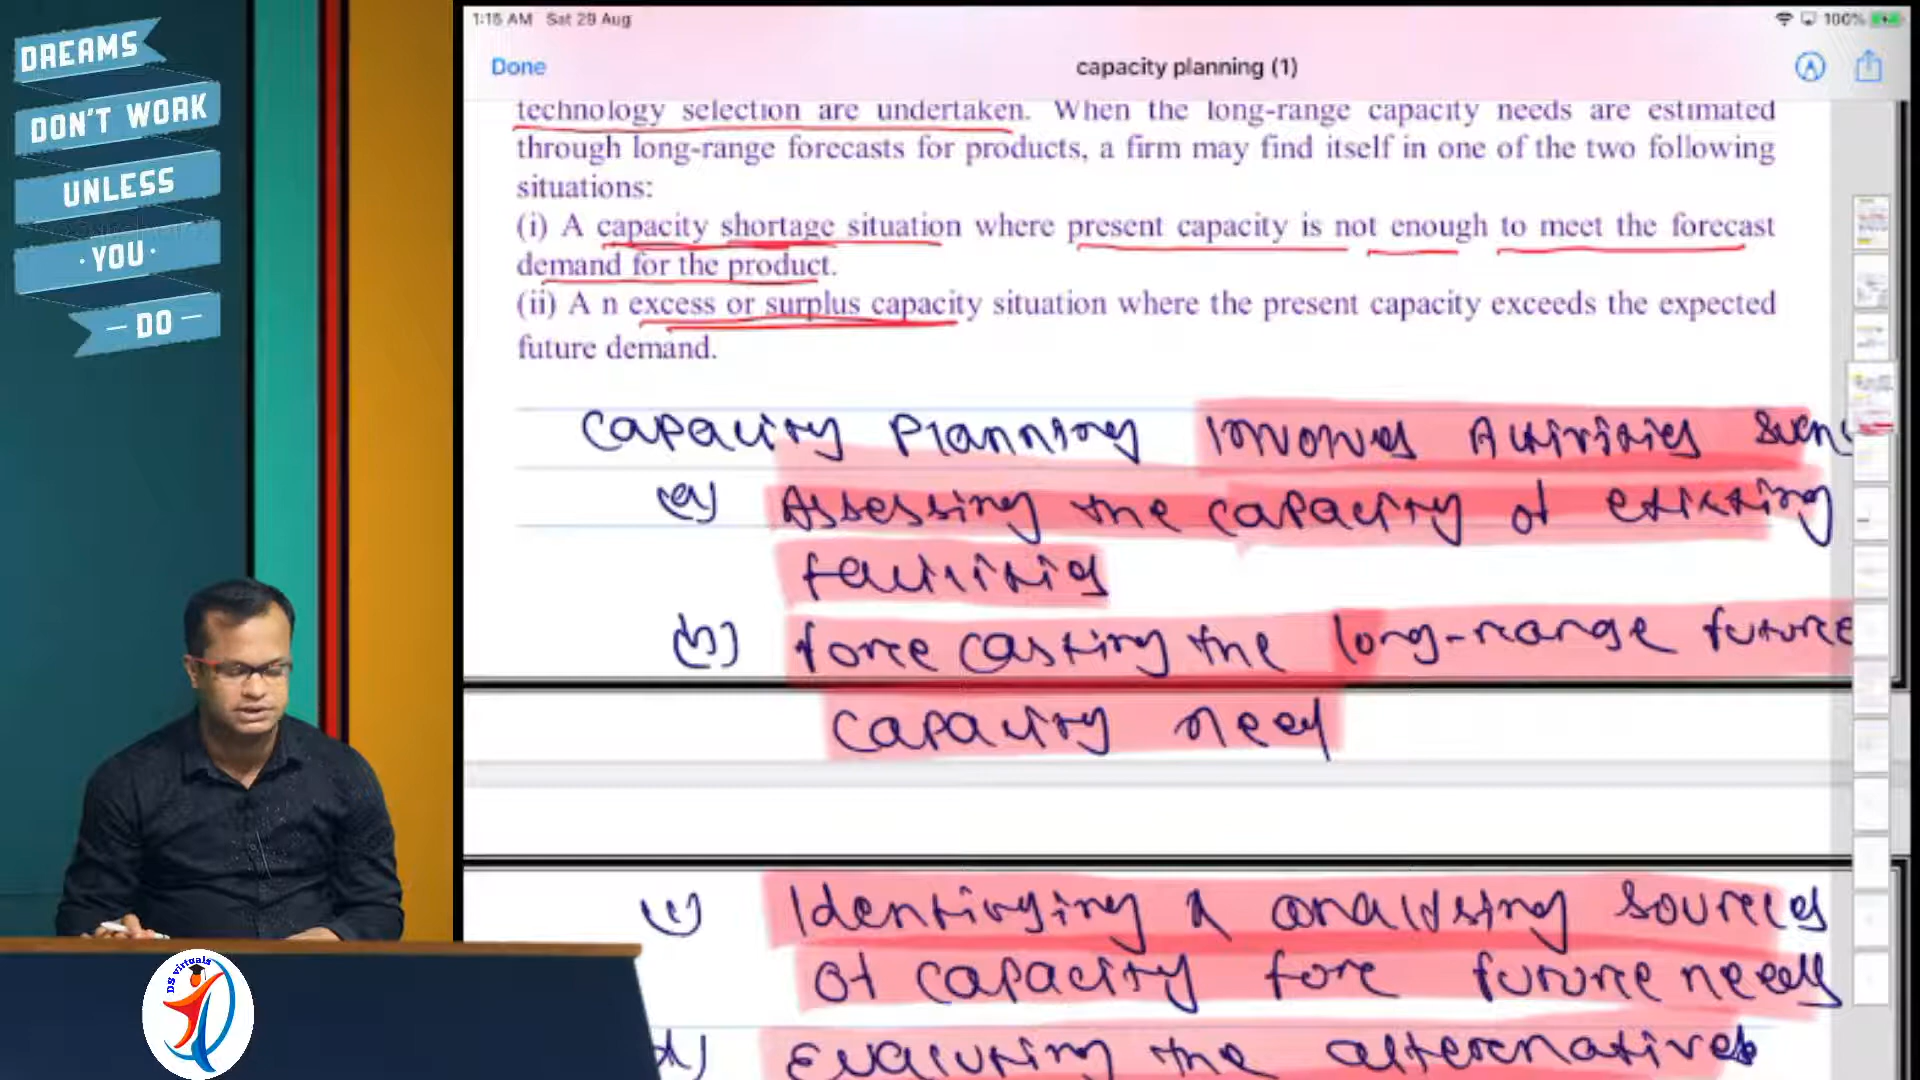 DREAMS
DON'T WORK
UNLESS
· YOU ·
— DO —
DS virtuals
1:15 AM Sat 29 Aug
100%
Done
capacity planning (1)
technology selection are undertaken. When the long-range capacity needs are estimated
through long-range forecasts for products, a firm may find itself in one of the two following
situations:
(i) A capacity shortage situation where present capacity is not enough to meet the forecast
demand for the product.
(ii) A n excess or surplus capacity situation where the present capacity exceeds the expected
future demand.
Capacity Planning Involves Activities such
(a) Assessing the capacity of existing
facilities
(b) forecasting the long-range future
capacity need
(c) Identifying & analysing sources
of capacity for future needs
(d) Evaluting the alternatives